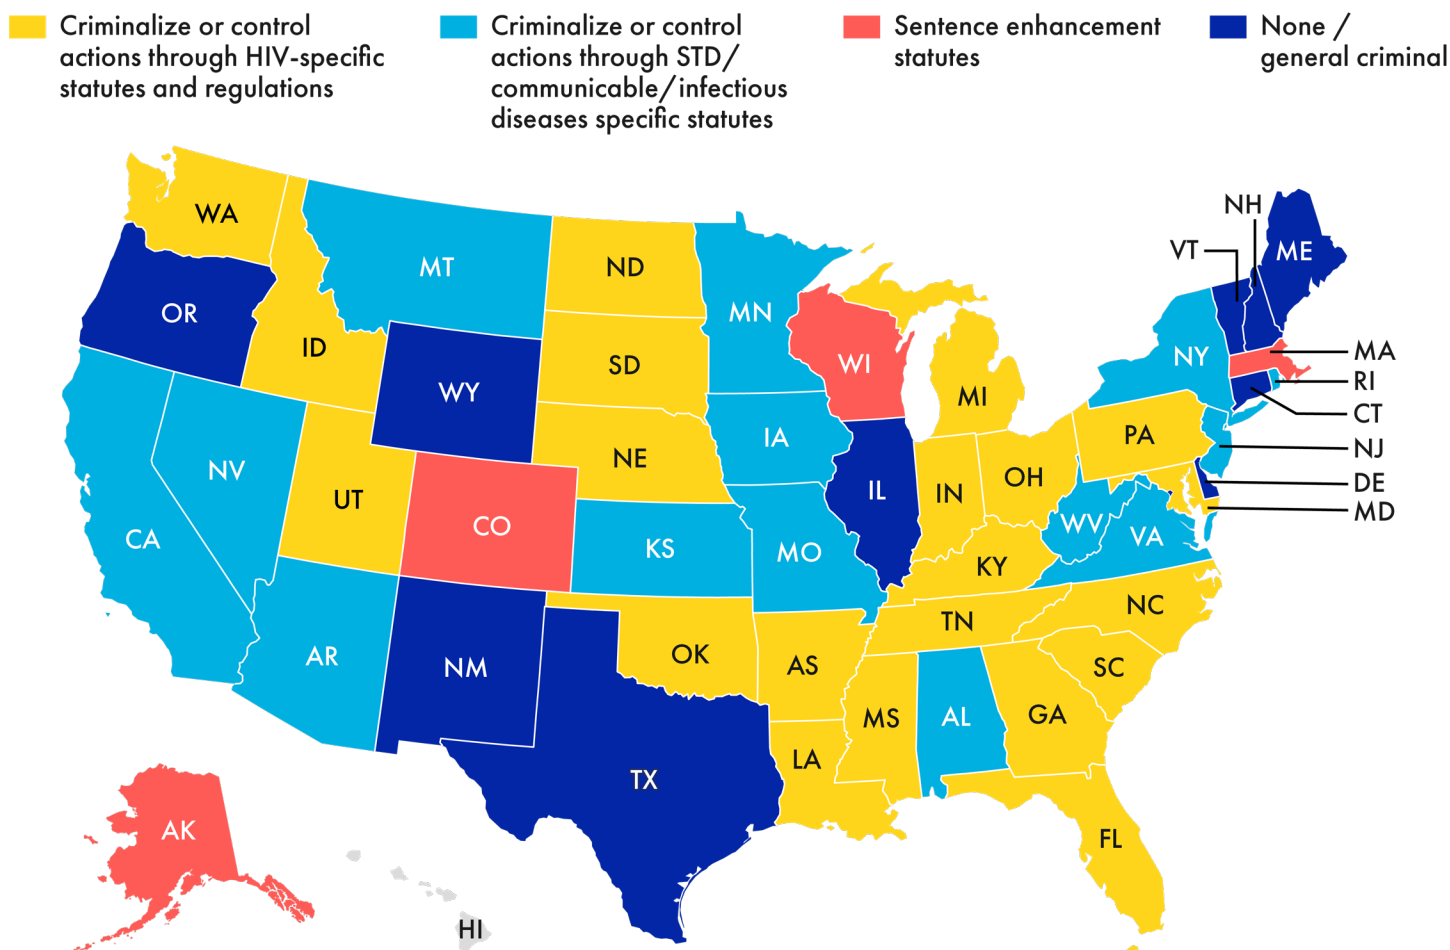 Criminalize or control
actions through HIV-specific
statutes and regulations
Criminalize or control
actions through STD/
communicable/infectious
diseases specific statutes
Sentence enhancement
statutes
None /
general criminal
WA
OR
ID
MT
ND
SD
WY
NE
MN
WI
MI
IA
NV
UT
CO
CA
KS
MO
IL
IN
OH
PA
NY
VT
NH
ME
MA
RI
CT
NJ
DE
MD
WV
VA
KY
TN
NC
SC
AR
NM
OK
AS
MS
AL
GA
LA
TX
FL
AK
HI